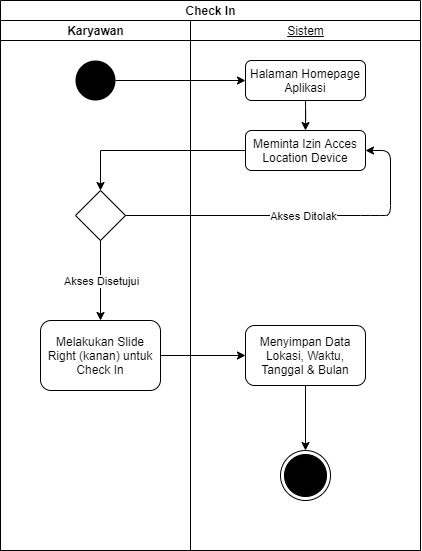 Check In
Karyawan
Sistem
Halaman Homepage
Aplikasi
Meminta Izin Acces
Location Device
Akses Ditolak
Akses Disetujui
Melakukan Slide
Right (kanan) untuk
Check In
Menyimpan Data
Lokasi, Waktu,
Tanggal & Bulan